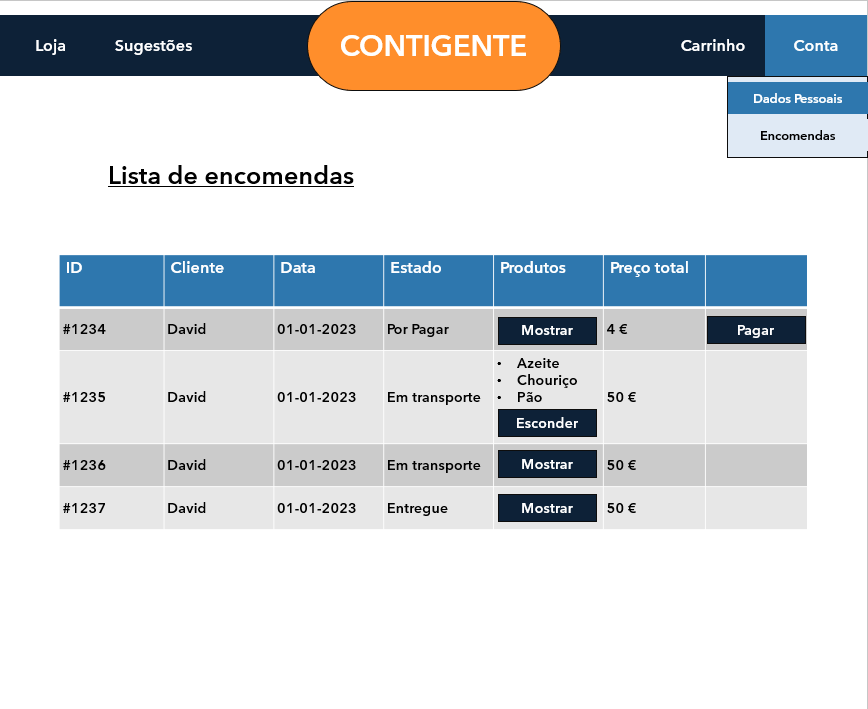 Loja Sugestões CONTIGENTE Carrinho Conta
Dados Pessoais
Encomendas
Lista de encomendas
ID Cliente Data Estado Produtos Preço total
#1234 David 01-01-2023 Por Pagar Mostrar 4 € Pagar
• Azeite
• Chouriço
#1235 David 01-01-2023 Em transporte • Pão 50 €
Esconder
#1236 David 01-01-2023 Em transporte Mostrar 50 €
#1237 David 01-01-2023 Entregue Mostrar 50 €